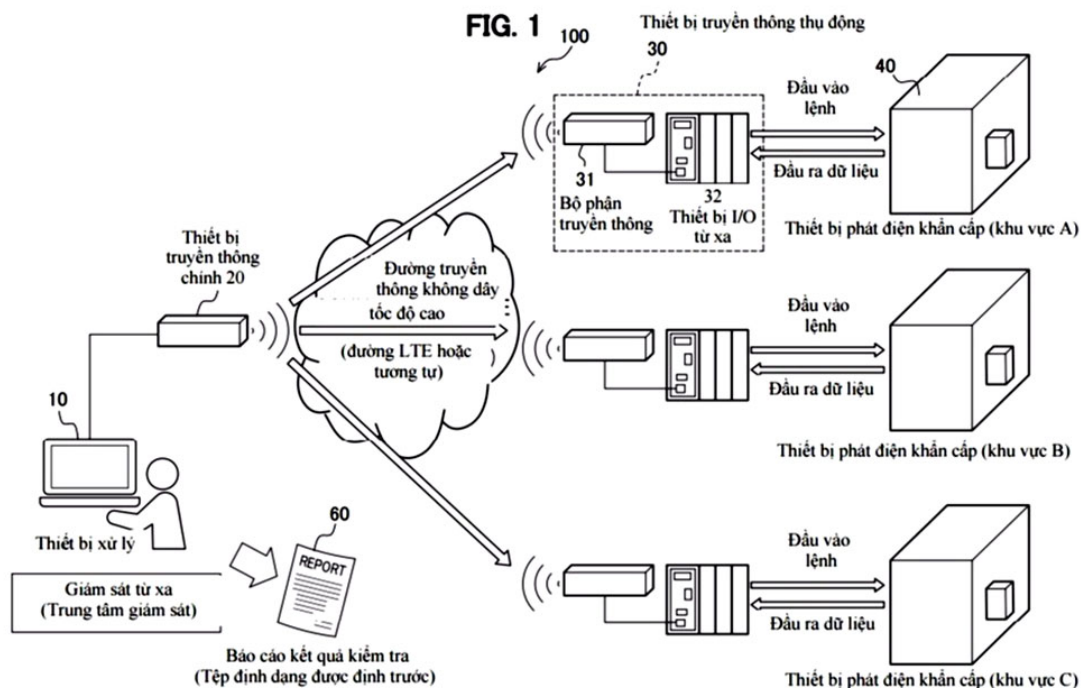 FIG. 1
Thiết bị truyền thông thụ động
100
30
40
Đầu vào
lệnh
Đầu ra dữ liệu
31
Bộ phận
truyền thông
32
Thiết bị I/O
từ xa
Thiết bị phát điện khẩn cấp (khu vực A)
Thiết bị
truyền thông
chính 20
Đường truyền
thông không dây
tốc độ cao
(đường LTE hoặc
tương tự)
Đầu vào
lệnh
Đầu ra dữ liệu
Thiết bị phát điện khẩn cấp (khu vực B)
10
Thiết bị xử lý
Giám sát từ xa
(Trung tâm giám sát)
60
REPORT
Báo cáo kết quả kiểm tra
(Tệp định dạng được định trước)
Đầu vào
lệnh
Đầu ra dữ liệu
Thiết bị phát điện khẩn cấp (khu vực C)